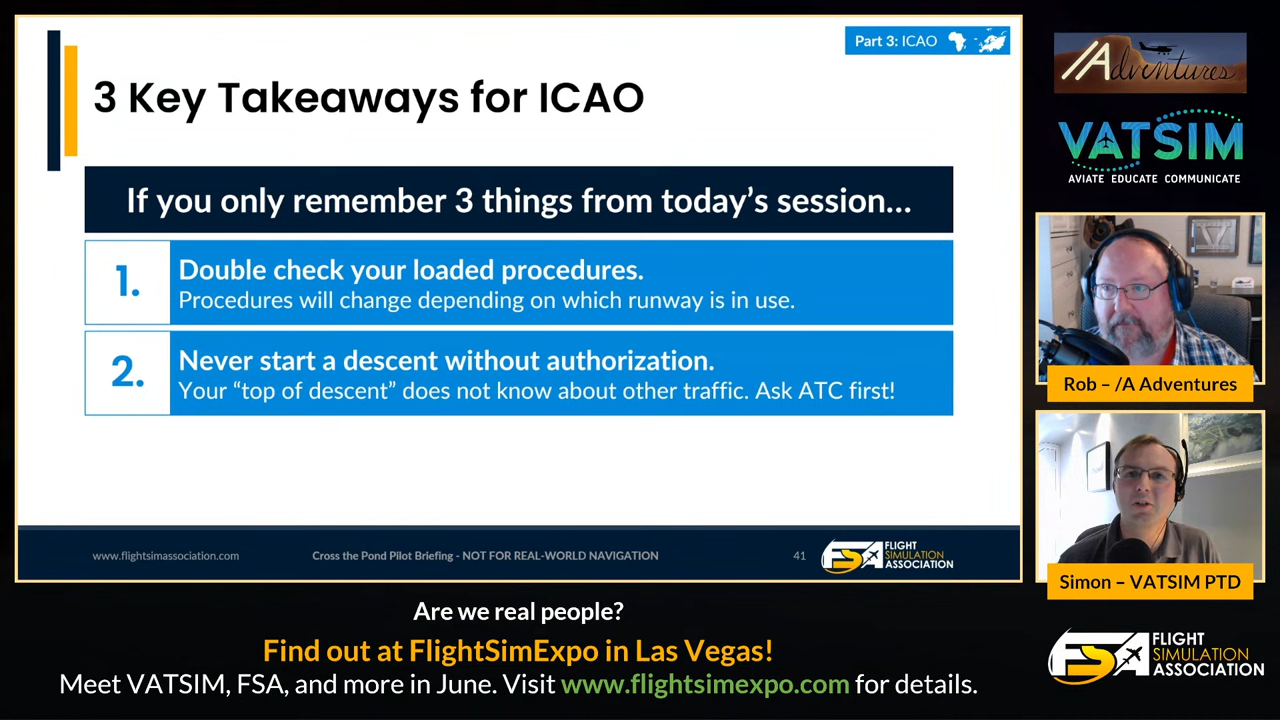 Part 3: ICAO
3 Key Takeaways for ICAO
If you only remember 3 things from today’s session...
1.
Double check your loaded procedures.
Procedures will change depending on which runway is in use.
2.
Never start a descent without authorization.
Your “top of descent” does not know about other traffic. Ask ATC first!
www.flightsimassociation.com
Cross the Pond Pilot Briefing - NOT FOR REAL-WORLD NAVIGATION
41
FSA FLIGHT
SIMULATION
ASSOCIATION
/Adventures
VATSIM
AVIATE EDUCATE COMMUNICATE
Rob – /A Adventures
Simon – VATSIM PTD
Are we real people?
Find out at FlightSimExpo in Las Vegas!
Meet VATSIM, FSA, and more in June. Visit www.flightsimexpo.com for details.
FSA FLIGHT
SIMULATION
ASSOCIATION